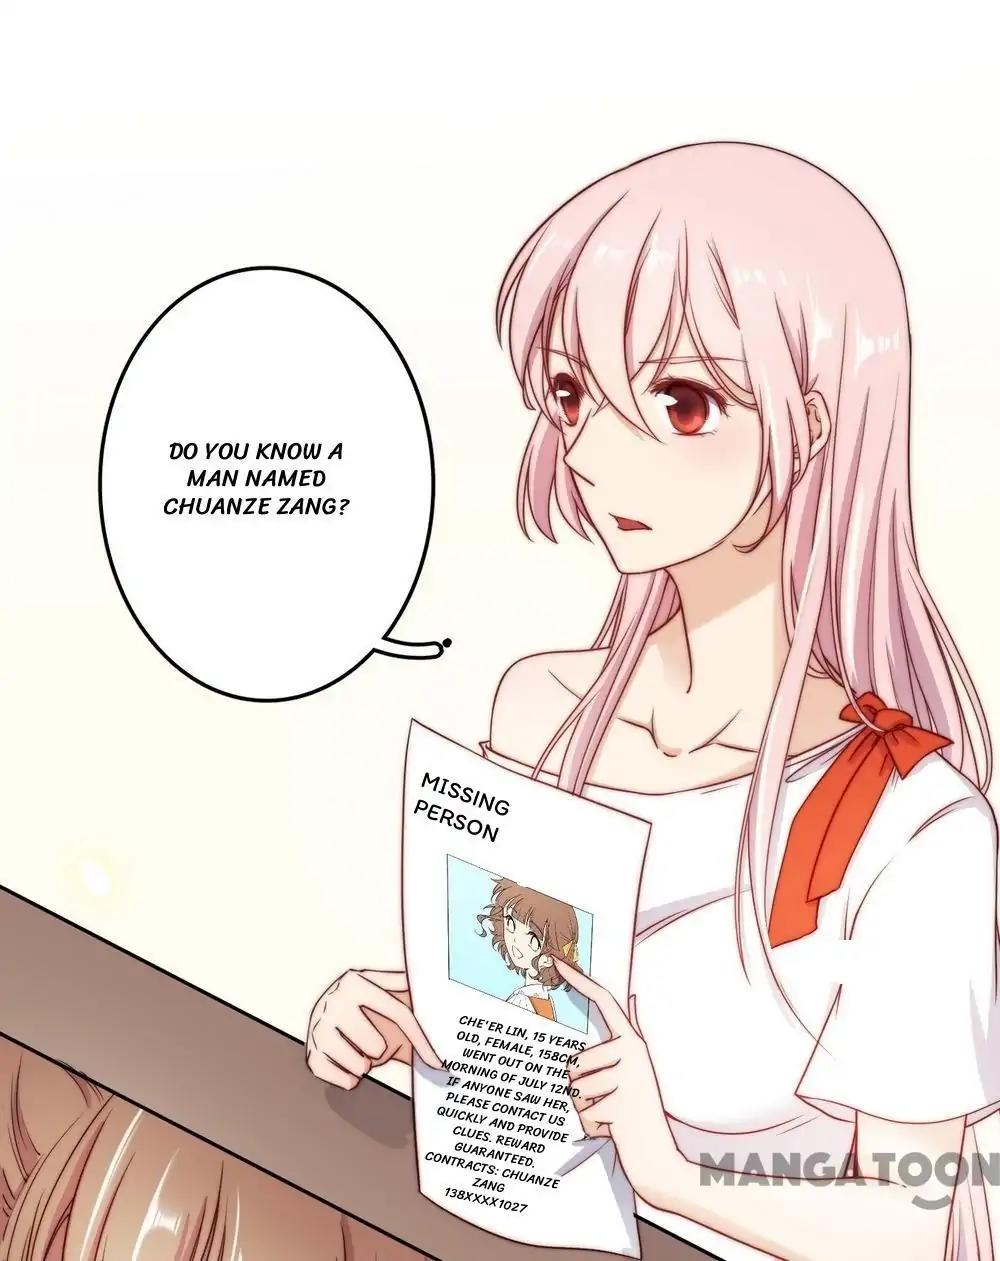 DO YOU KNOW A
MAN NAMED
CHUANZE ZANG?
MISSING
PERSON
CHE'ER LIN, 15 YEARS
OLD, FEMALE, 158CM,
WENT OUT ON THE
MORNING OF JULY 12ND.
IF ANYONE SAW HER,
PLEASE CONTACT US
QUICKLY AND PROVIDE
CLUES. REWARD
GUARANTEED.
CONTRACTS: CHUANZE
ZANG
138XXXX1027
MANGATOON